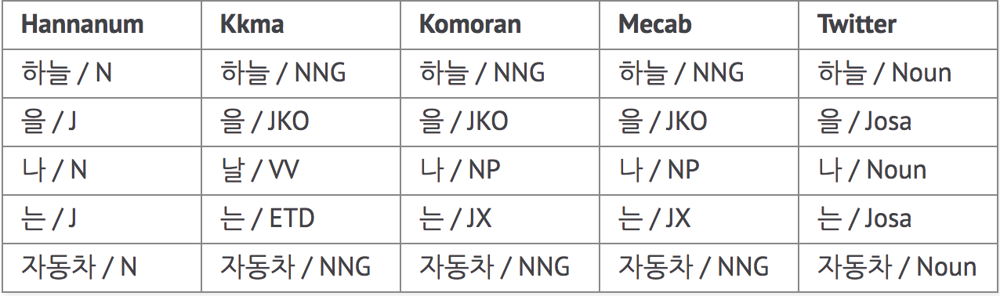 Hannanum Kkma Komoran Mecab Twitter
하늘 / N 하늘 / NNG 하늘 / NNG 하늘 / NNG 하늘 / Noun
을 / J 을 / JKO 을 / JKO 을 / JKO 을 / Josa
나 / N 날 / VV 나 / NP 나 / NP 나 / Noun
는 / J 는 / ETD 는 / JX 는 / JX 는 / Josa
자동차 / N 자동차 / NNG 자동차 / NNG 자동차 / NNG 자동차 / Noun